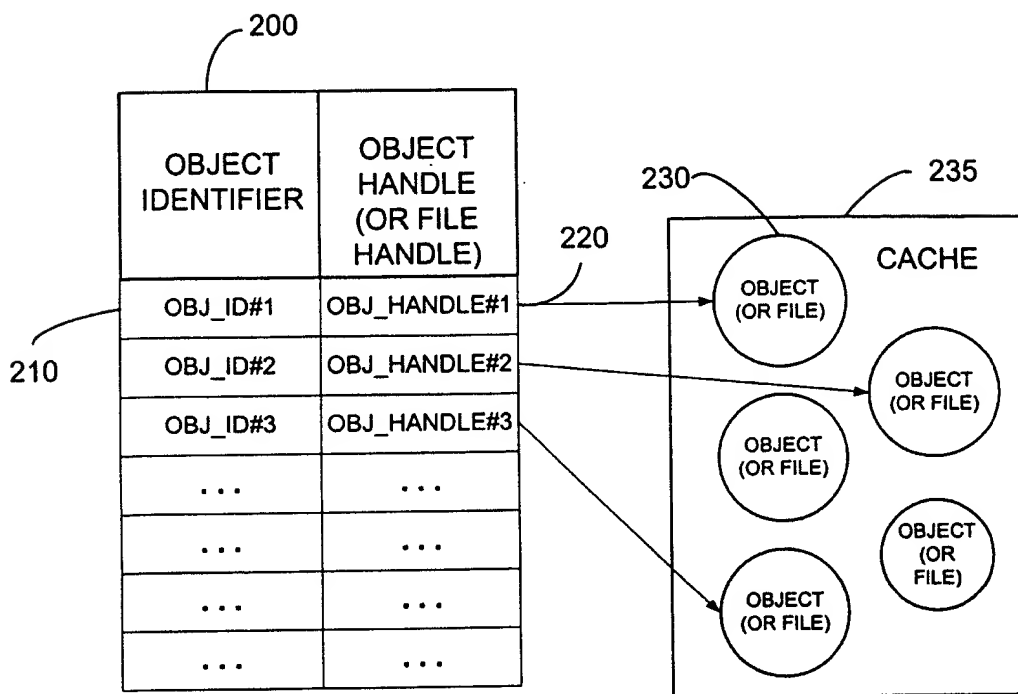 200
OBJECT
IDENTIFIER
OBJECT
HANDLE
(OR FILE
HANDLE)
OBJ_ID#1
OBJ_HANDLE#1
OBJ_ID#2
OBJ_HANDLE#2
OBJ_ID#3
OBJ_HANDLE#3
... ...
... ...
... ...
... ...
210
220
230
235
CACHE
OBJECT
(OR FILE)
OBJECT
(OR FILE)
OBJECT
(OR FILE)
OBJECT
(OR
FILE)
OBJECT
(OR FILE)